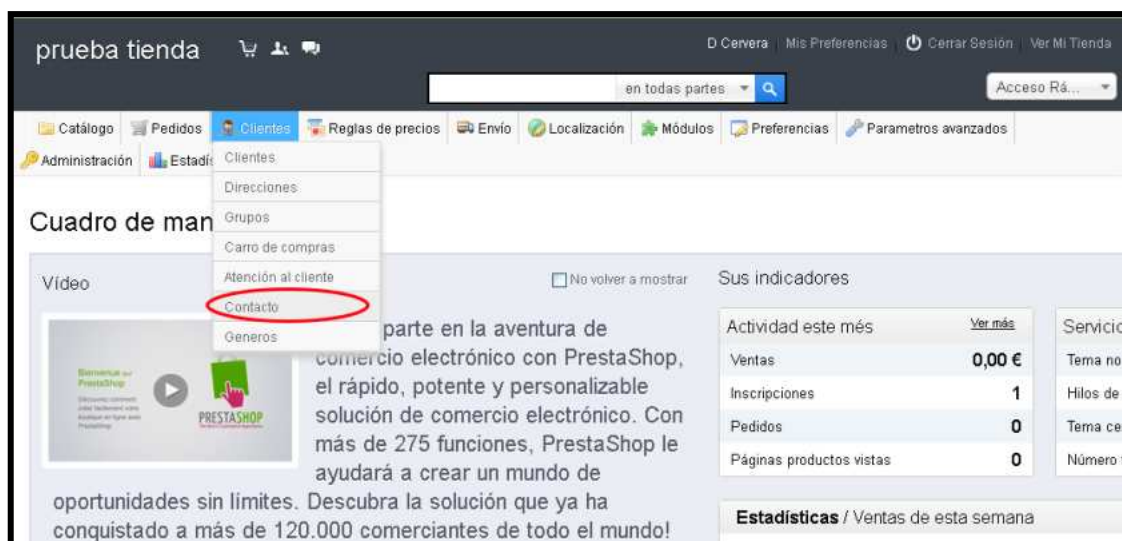 prueba tienda
D Cervera Mis Preferencias Cerrar Sesión Ver Mi Tienda
en todas partes
Acceso Rá...
Catálogo Pedidos Clientes Reglas de precios Envío Localización Módulos Preferencias Parametros avanzados
Administración Estadís
Clientes
Direcciones
Grupos
Carro de compras
Atención al cliente
Contacto
Generos
Cuadro de man
Vídeo
No volver a mostrar
parte en la aventura de
comercio electrónico con PrestaShop,
el rápido, potente y personalizable
solución de comercio electrónico. Con
más de 275 funciones, PrestaShop le
ayudará a crear un mundo de
oportunidades sin límites. Descubra la solución que ya ha
conquistado a más de 120.000 comerciantes de todo el mundo!
PRESTASHOP
Sus indicadores
Actividad este més Ver más
Ventas 0,00 €
Inscripciones 1
Pedidos 0
Páginas productos vistas 0
Servicio
Tema no
Hilos de
Tema ce
Número
Estadísticas / Ventas de esta semana